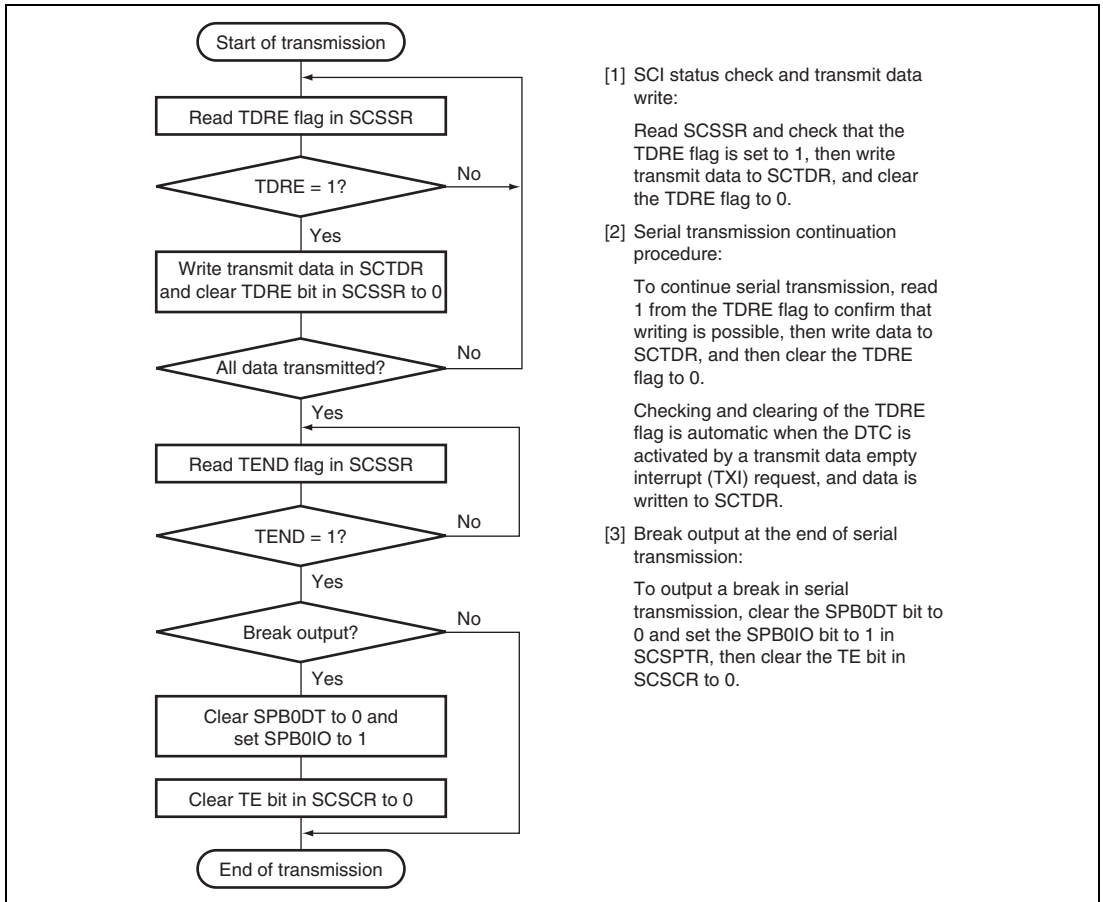 Start of transmission
Read TDRE flag in SCSSR
No
TDRE = 1?
Yes
Write transmit data in SCTDR
and clear TDRE bit in SCSSR to 0
No
All data transmitted?
Yes
Read TEND flag in SCSSR
No
TEND = 1?
Yes
No
Break output?
Yes
Clear SPB0DT to 0 and
set SPB0IO to 1
Clear TE bit in SCSCR to 0
End of transmission
[1] SCI status check and transmit data
write:
Read SCSSR and check that the
TDRE flag is set to 1, then write
transmit data to SCTDR, and clear
the TDRE flag to 0.
[2] Serial transmission continuation
procedure:
To continue serial transmission, read
1 from the TDRE flag to confirm that
writing is possible, then write data to
SCTDR, and then clear the TDRE
flag to 0.
Checking and clearing of the TDRE
flag is automatic when the DTC is
activated by a transmit data empty
interrupt (TXI) request, and data is
written to SCTDR.
[3] Break output at the end of serial
transmission:
To output a break in serial
transmission, clear the SPB0DT bit to
0 and set the SPB0IO bit to 1 in
SCSPTR, then clear the TE bit in
SCSCR to 0.